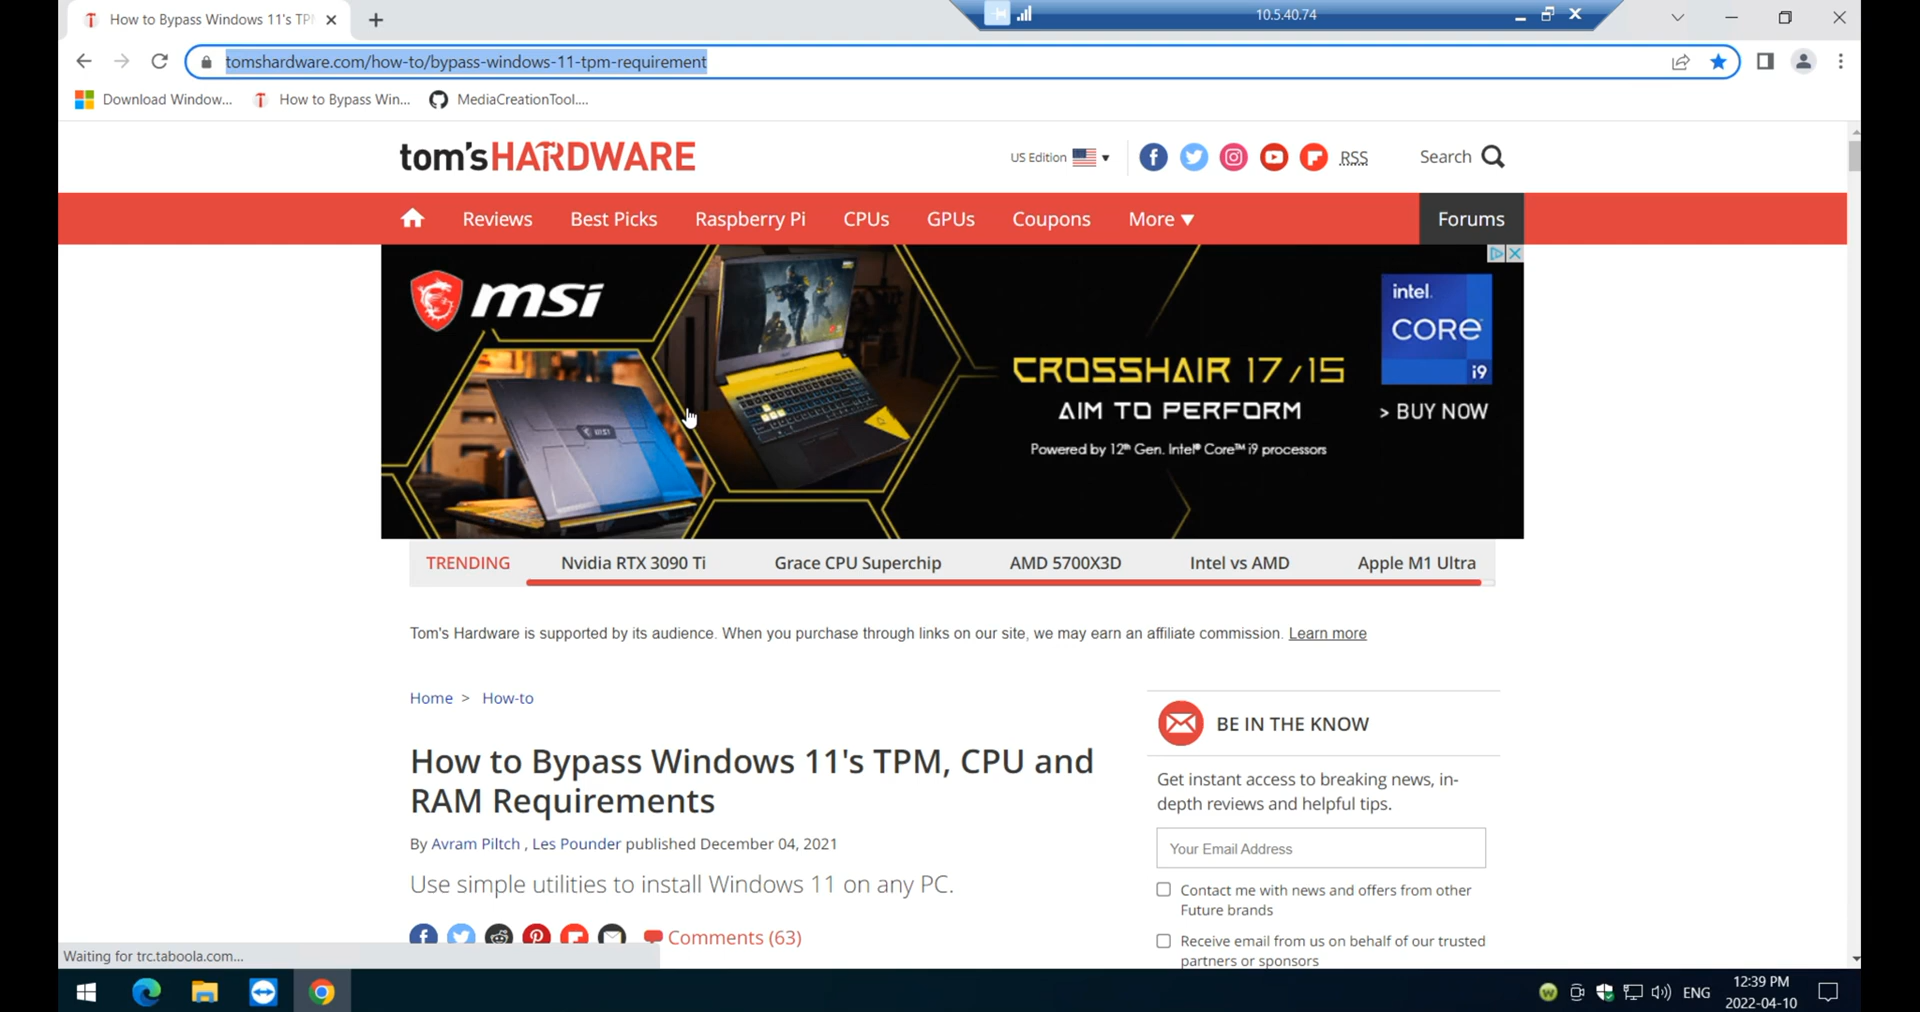 How to Bypass Windows 11's TP
10.5.40.74
tomshardware.com/how-to/bypass-windows-11-tpm-requirement
Download Window... How to Bypass Win... MediaCreationTool....
tom's HARDWARE
US Edition
RSS
Search
Reviews Best Picks Raspberry Pi CPUs GPUs Coupons More Forums
msi
intel.
CORE
i9
CROSSHAIR 17/15
AIM TO PERFORM
> BUY NOW
Powered by 12th Gen. Intel® Core™ i9 processors
TRENDING Nvidia RTX 3090 Ti Grace CPU Superchip AMD 5700X3D Intel vs AMD Apple M1 Ultra
Tom's Hardware is supported by its audience. When you purchase through links on our site, we may earn an affiliate commission. Learn more
Home > How-to
How to Bypass Windows 11's TPM, CPU and
RAM Requirements
By Avram Piltch , Les Pounder published December 04, 2021
Use simple utilities to install Windows 11 on any PC.
Comments (63)
BE IN THE KNOW
Get instant access to breaking news, in-
depth reviews and helpful tips.
Your Email Address
Contact me with news and offers from other
Future brands
Receive email from us on behalf of our trusted
partners or sponsors
Waiting for trc.taboola.com...
ENG
12:39 PM
2022-04-10